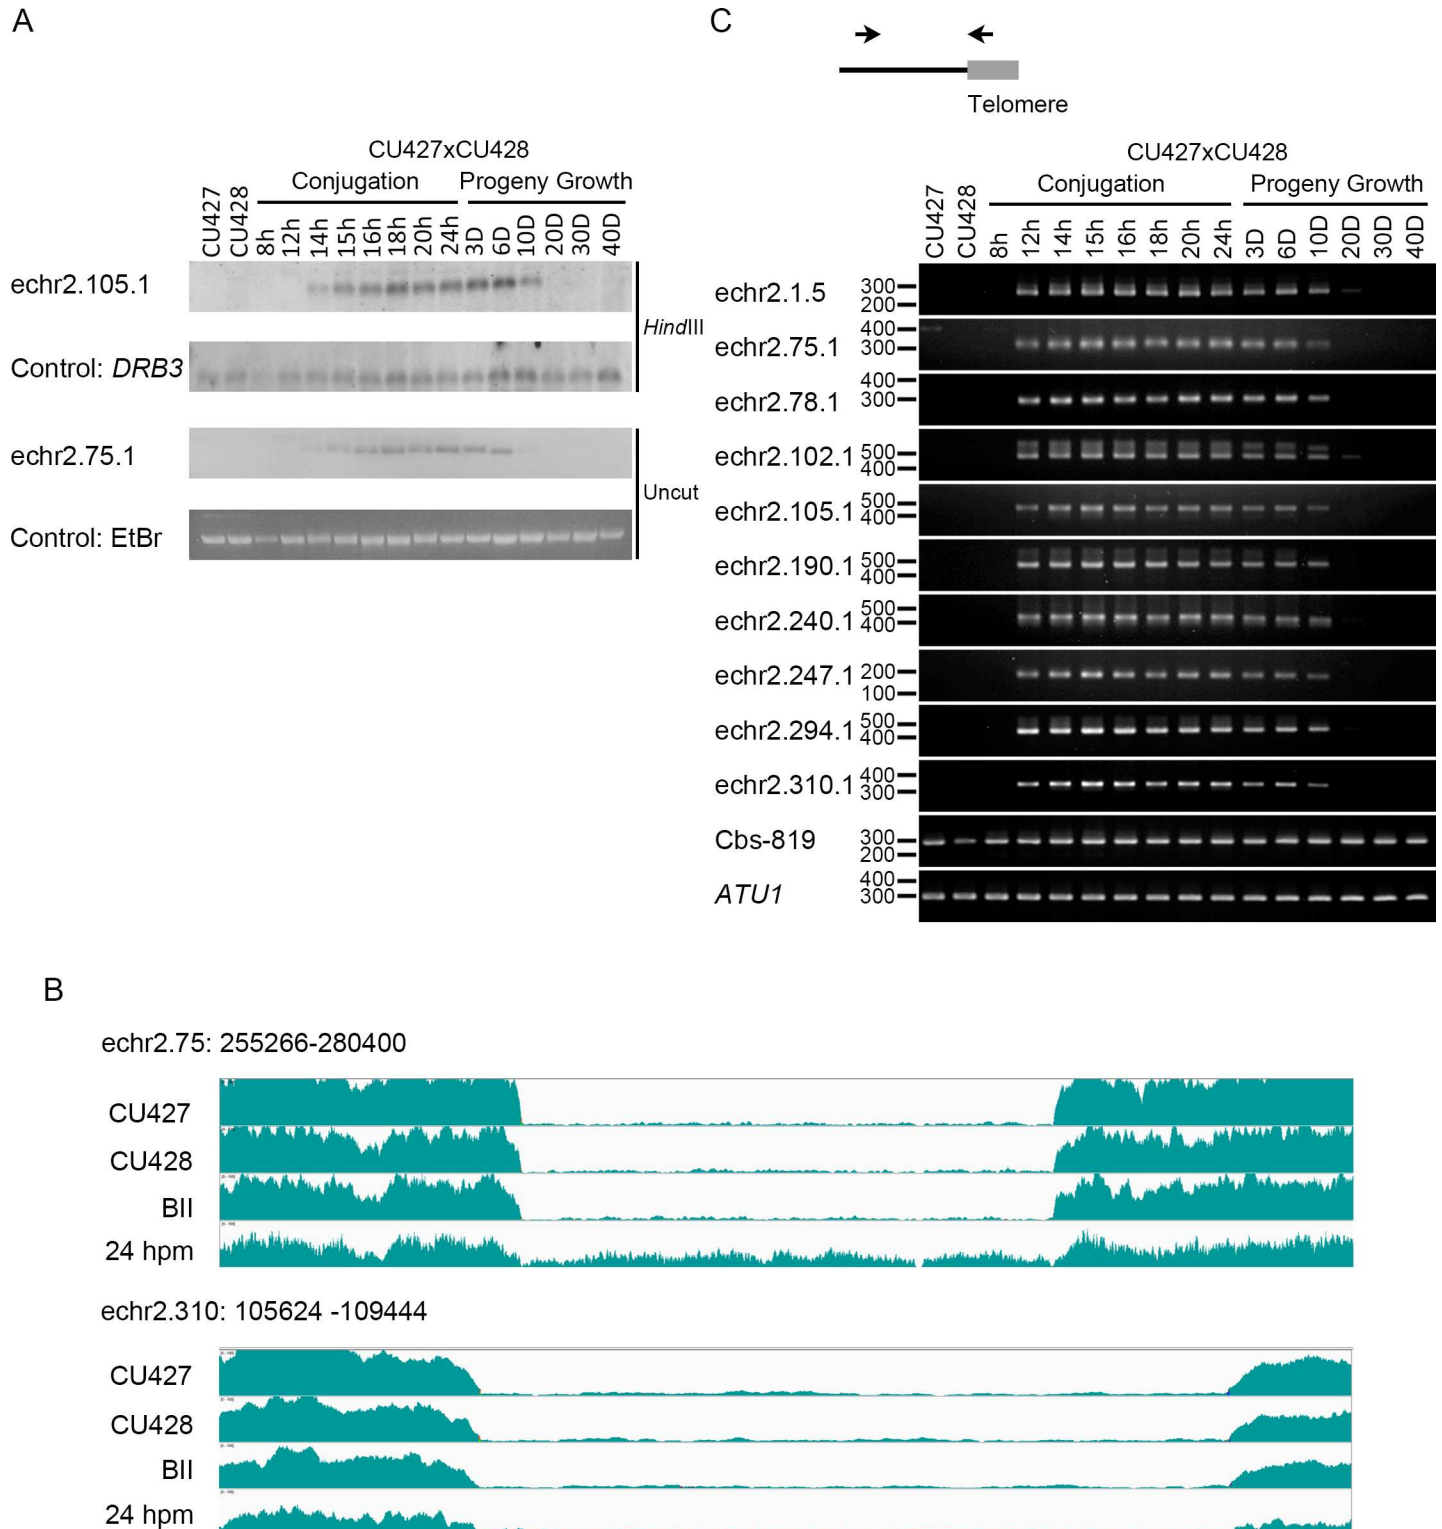 A
CU427xCU428
Conjugation Progeny Growth
CU427 CU428 8h 12h 14h 15h 16h 18h 20h 24h 3D 6D 10D 20D 30D 40D
echr2.105.1
HindIII
Control: DRB3
echr2.75.1
Uncut
Control: EtBr
C
Telomere
CU427xCU428
Conjugation Progeny Growth
CU427 CU428 8h 12h 14h 15h 16h 18h 20h 24h 3D 6D 10D 20D 30D 40D
echr2.1.5 300 200
echr2.75.1 400 300
echr2.78.1 400 300
echr2.102.1 500 400
echr2.105.1 500 400
echr2.190.1 500 400
echr2.240.1 500 400
echr2.247.1 200 100
echr2.294.1 500 400
echr2.310.1 400 300
Cbs-819 300 200
ATU1 400 300
B
echr2.75: 255266-280400
CU427
CU428
BII
24 hpm
echr2.310: 105624 -109444
CU427
CU428
BII
24 hpm